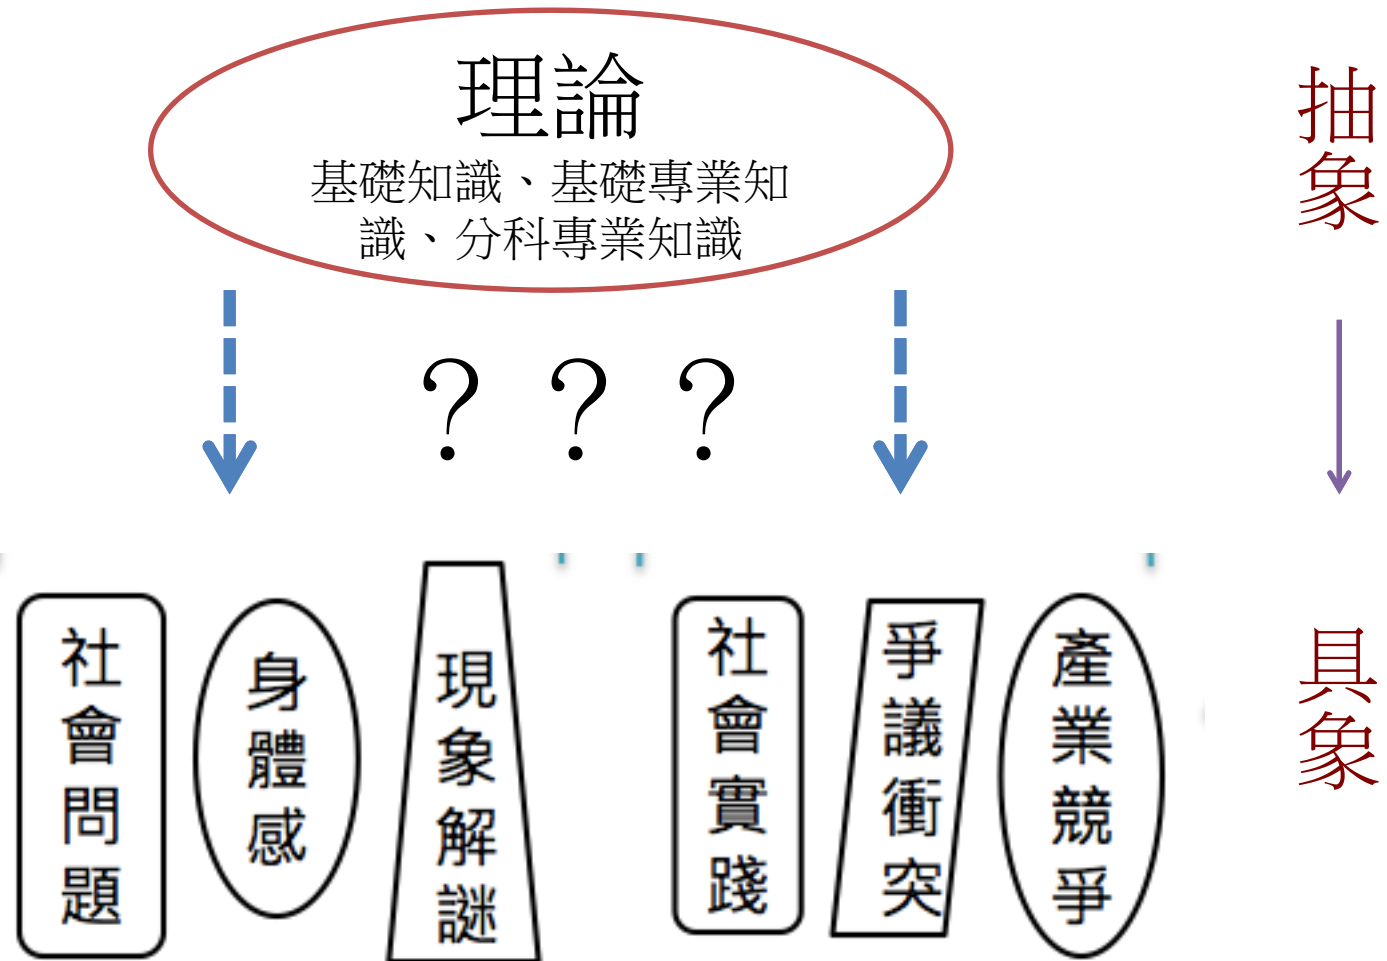 理論
基礎知識、基礎專業知
識、分科專業知識
抽象
？？？
社會問題
身體感
現象解謎
社會實踐
爭議衝突
產業競爭
具象